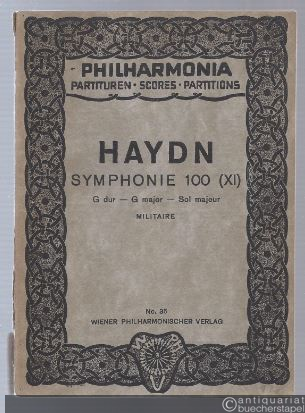 PHILHARMONIA
PARTITUREN · SCORES · PARTITIONS
HAYDN
SYMPHONIE 100 (XI)
G dur — G major — Sol majeur
MILITAIRE
No. 35
WIENER PHILHARMONISCHER VERLAG
antiquariat
buecherstapel